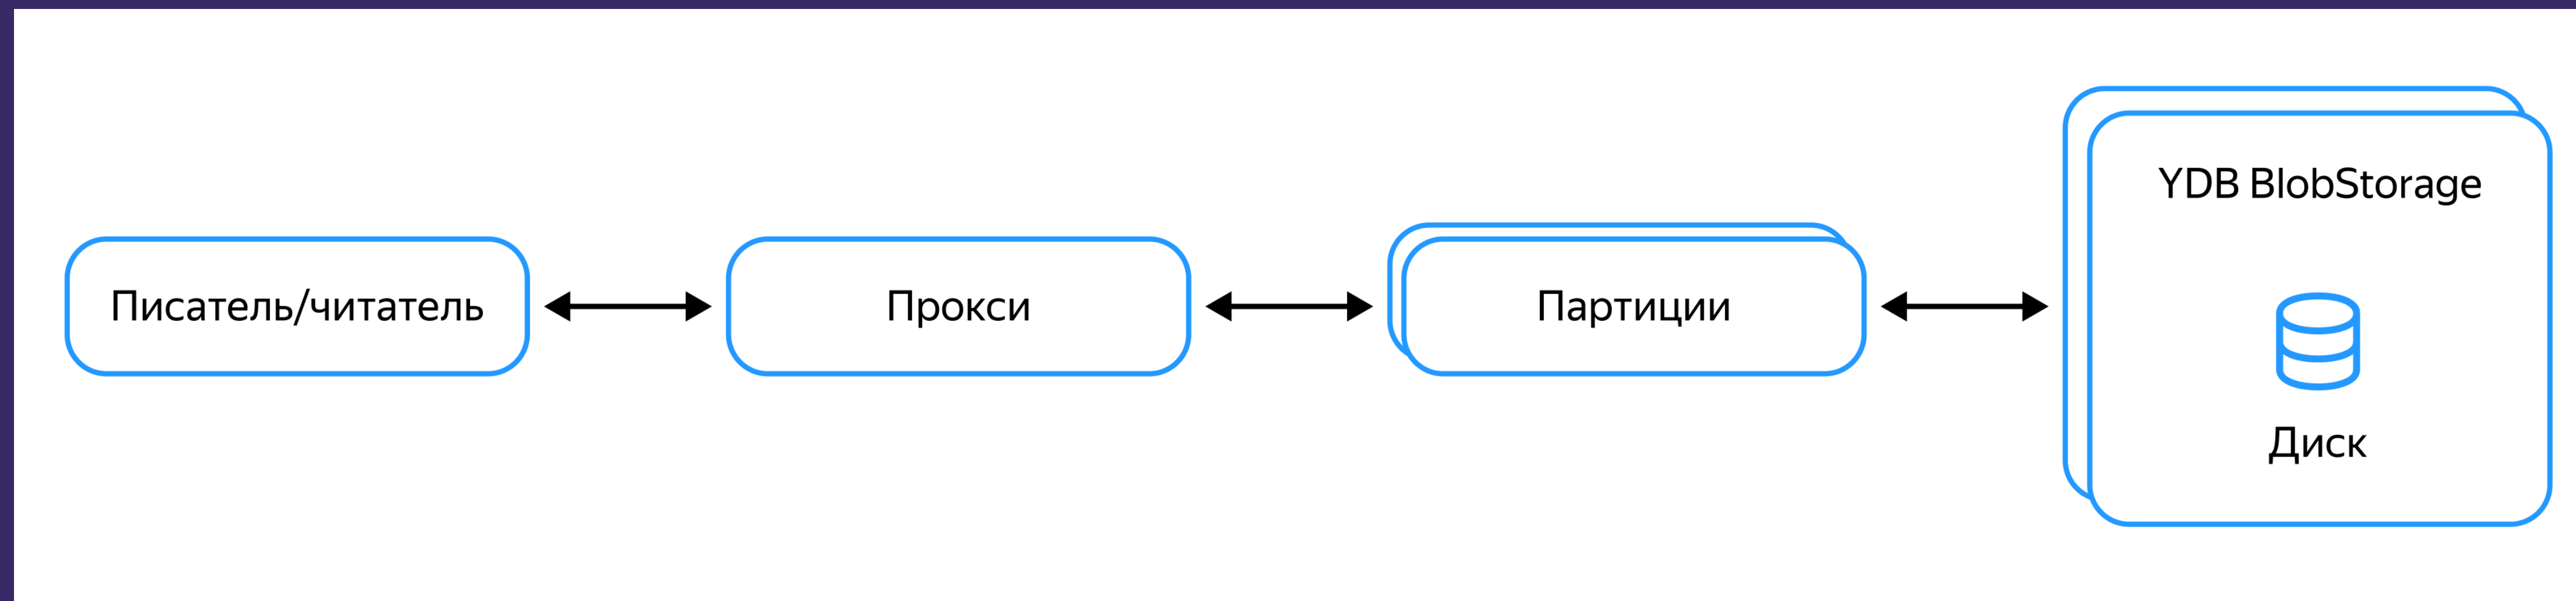 Писатель/читатель
Прокси
Партиции
YDB BlobStorage
Диск